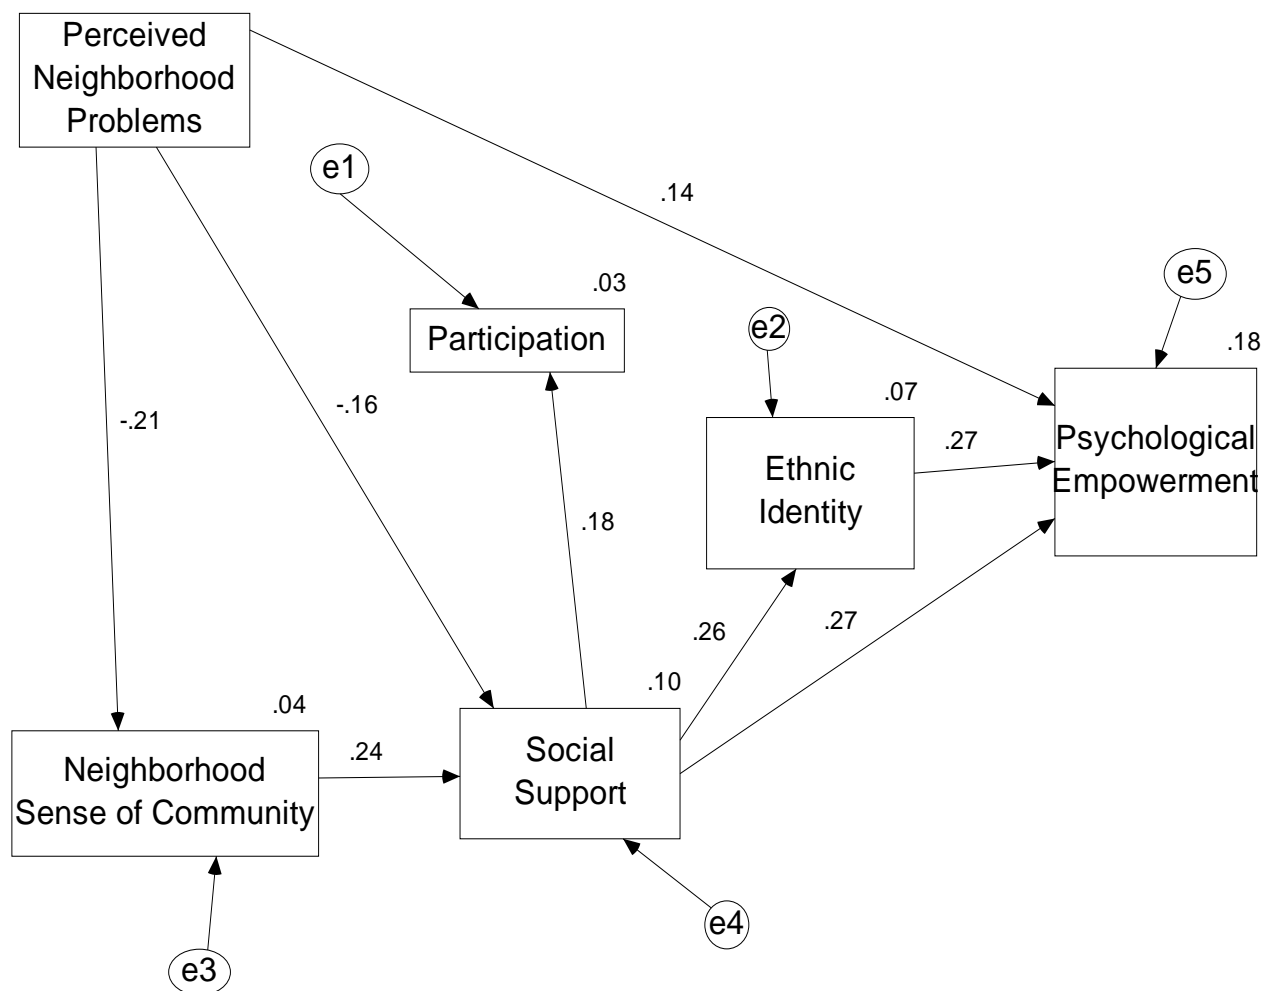 Perceived
Neighborhood
Problems
e1
.14
.03
Participation
e2
e5
.18
-.21
-.16
.07
Ethnic
Identity
.27
Psychological
Empowerment
.18
.26
.27
.10
.04
Neighborhood
Sense of Community
.24
Social
Support
e4
e3